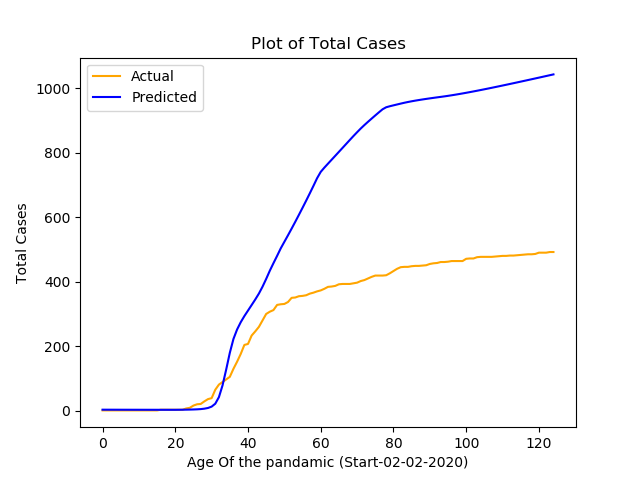 Plot of Total Cases
Actual
Predicted
1000
800
600
400
200
0
Total Cases
0 20 40 60 80 100 120
Age Of the pandamic (Start-02-02-2020)